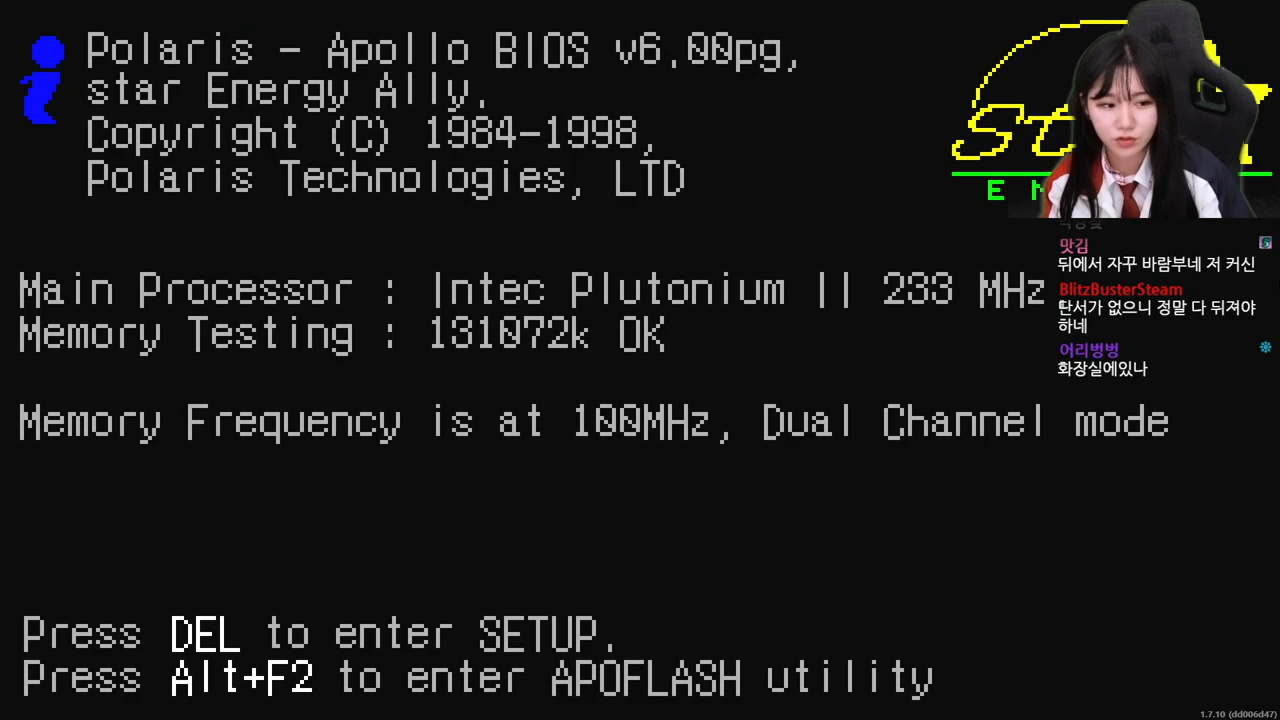 Polaris - Apollo BIOS v6.00pg,
star Energy Ally.
Copyright (C) 1984-1998,
Polaris Technologies, LTD
Main Processor : Intec Plutonium || 233 MHz
Memory Testing : 131072k OK
Memory Frequency is at 100MHz, Dual Channel mode
Press DEL to enter SETUP.
Press Alt+F2 to enter APOFLASH utility
맛김
뒤에서 자꾸 바람부네 저 커신
BlitzBusterSteam
단서가 없으니 정말 다 뒤져야
하네
어리벙벙
화장실에있나
1.7.10 (dd006d47)